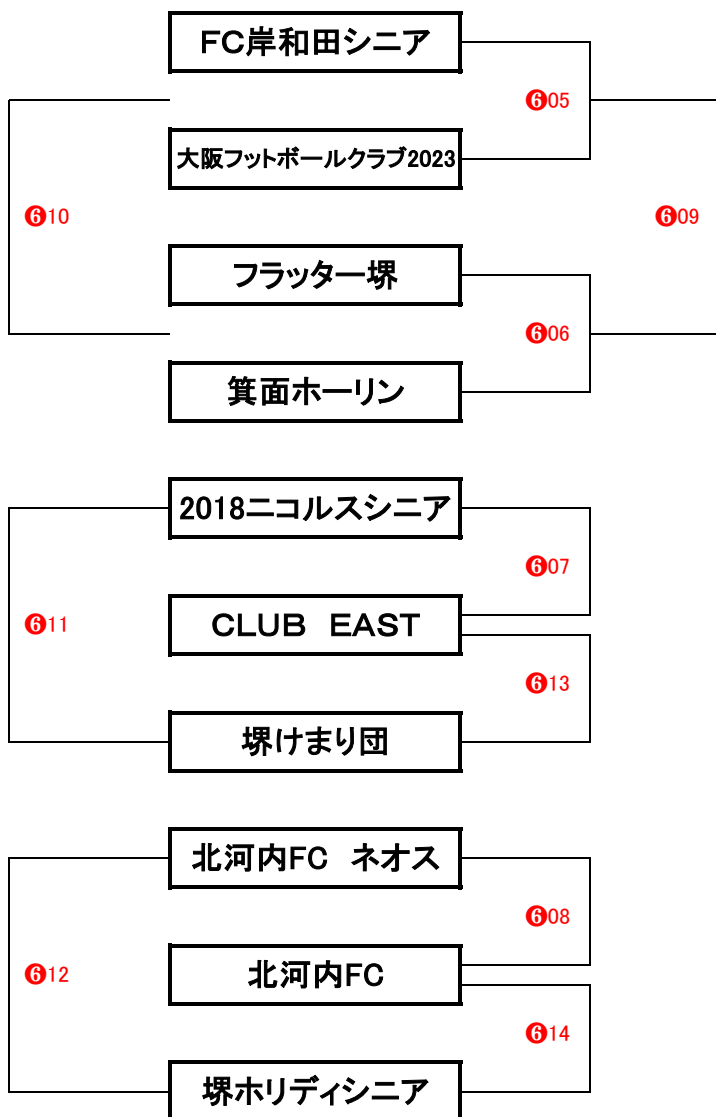 FC岸和田シニア
❻05
大阪フットボールクラブ2023
❻10
❻09
フラッター堺
❻06
箕面ホーリン
2018ニコルスシニア
❻07
❻11
CLUB EAST
❻13
堺けまり団
北河内FC ネオス
❻08
❻12
北河内FC
❻14
堺ホリディシニア